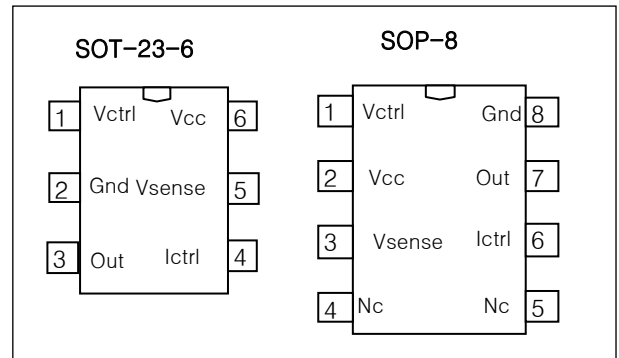 SOT-23-6
SOP-8
1 Vctrl Vcc 6
2 Gnd Vsense 5
3 Out Ictrl 4
1 Vctrl Gnd 8
2 Vcc Out 7
3 Vsense Ictrl 6
4 Nc Nc 5